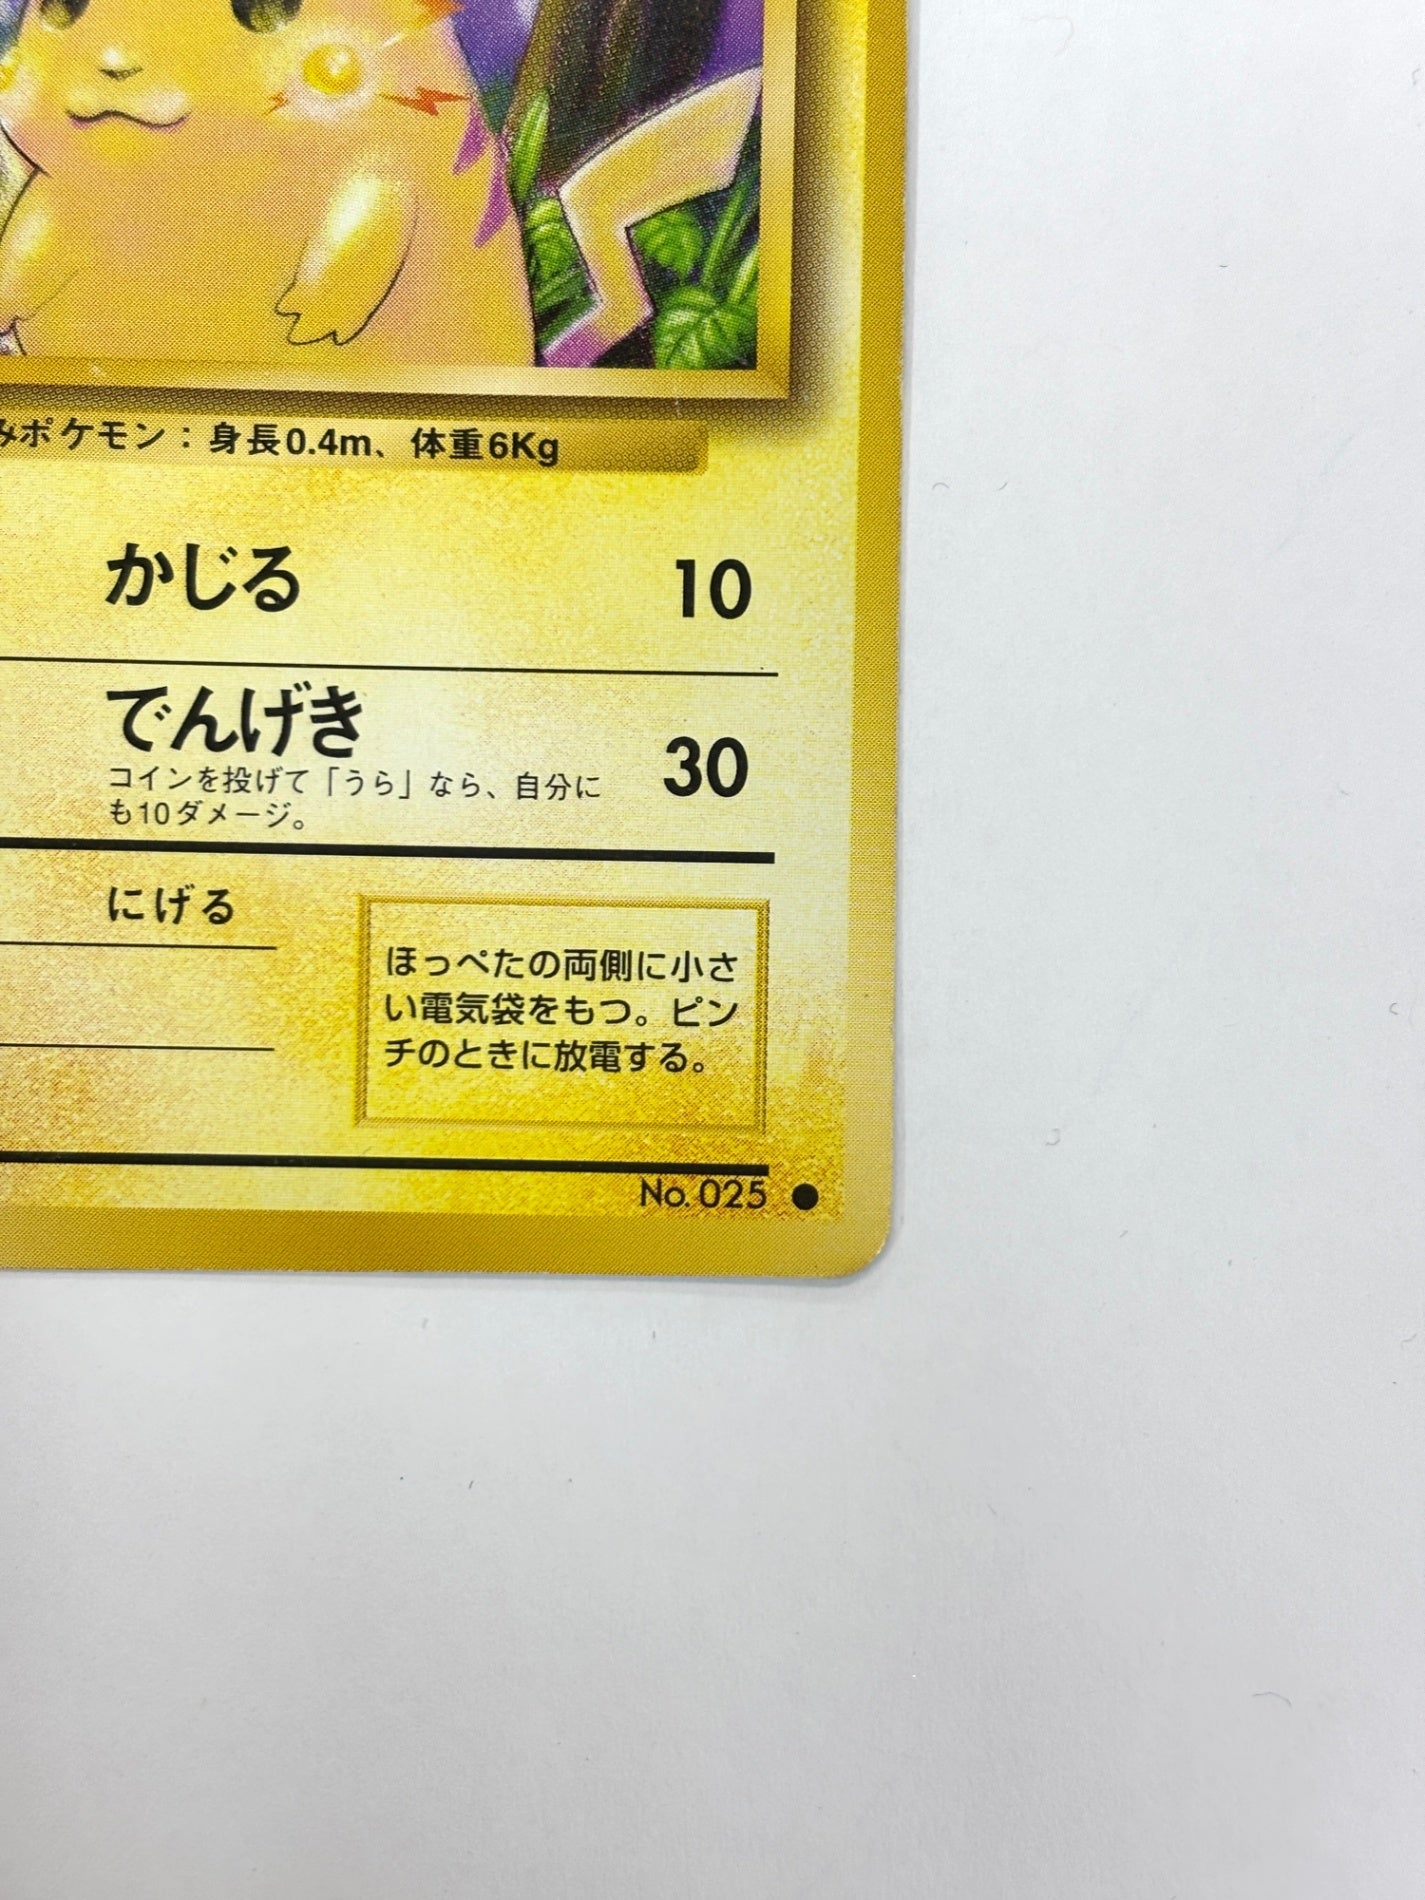 みポケモン：身長0.4m、体重6Kg
かじる 10
でんげき 30
コインを投げて「うら」なら、自分に
も10ダメージ。
にげる
ほっぺたの両側に小さ
い電気袋をもつ。ピン
チのときに放電する。
No.025 ●